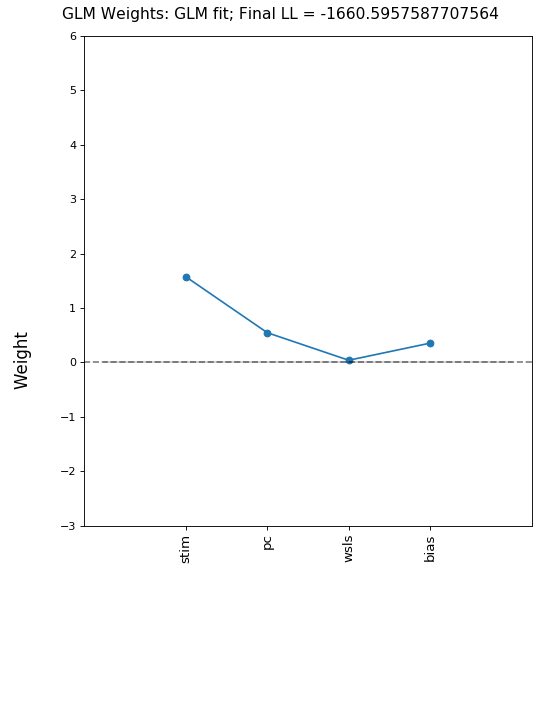 GLM Weights: GLM fit; Final LL = -1660.5957587707564
6
5
4
3
2
1
0
−1
−2
−3
Weight
stim
pc
wsls
bias